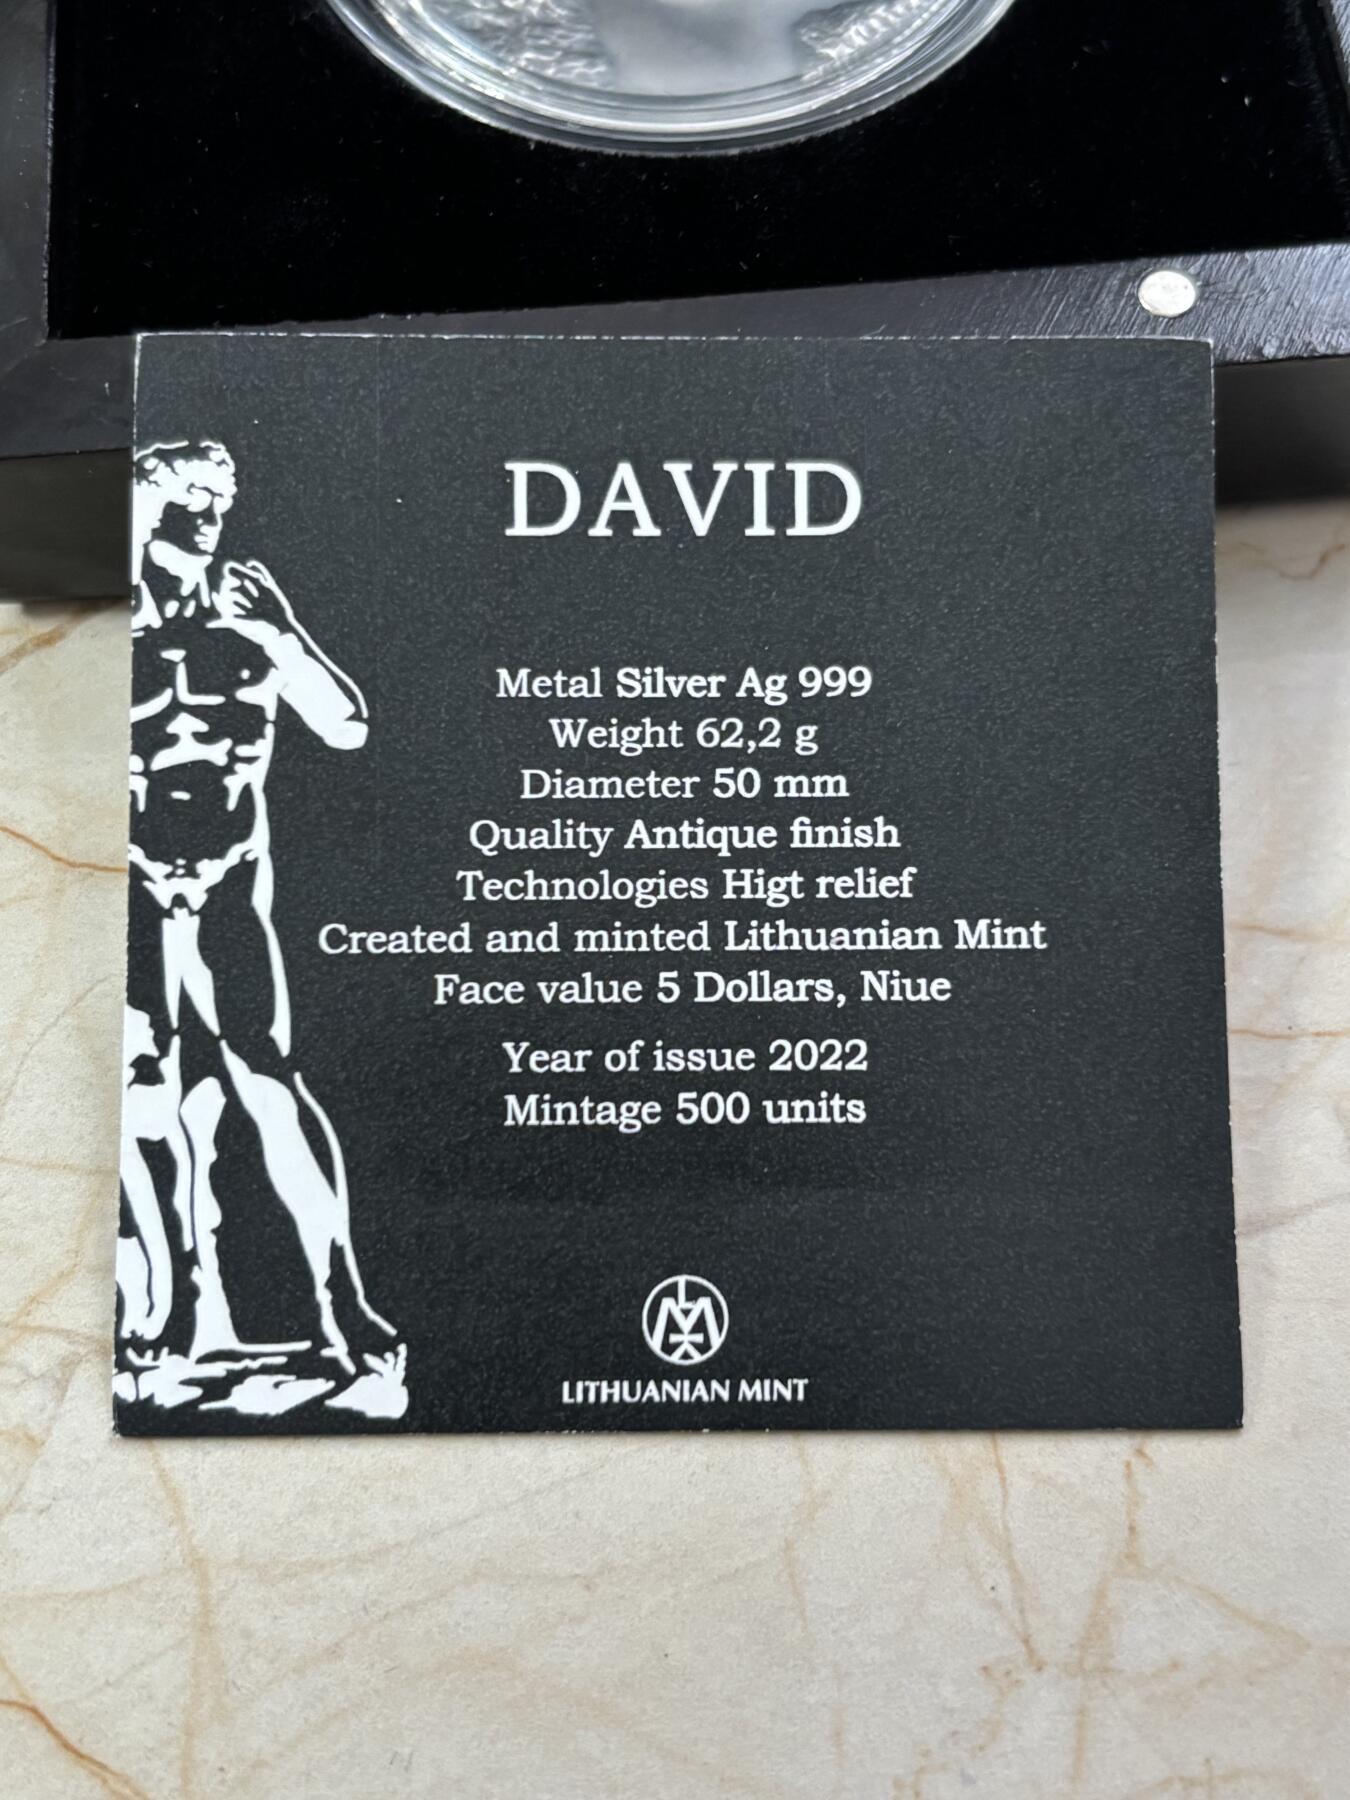 DAVID
Metal Silver Ag 999
Weight 62,2 g
Diameter 50 mm
Quality Antique finish
Technologies Higt relief
Created and minted Lithuanian Mint
Face value 5 Dollars, Niue
Year of issue 2022
Mintage 500 units
LITHUANIAN MINT